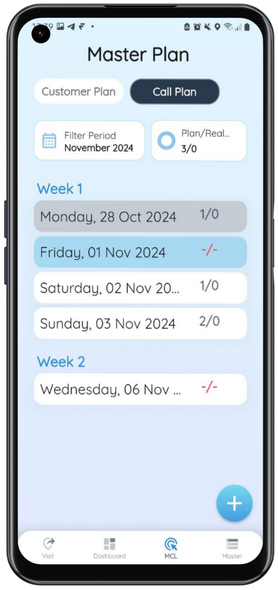 Master Plan
Customer Plan
Call Plan
Filter Period
November 2024
Plan/Real...
3/0
Week 1
Monday, 28 Oct 2024 1/0
Friday, 01 Nov 2024 -/-
Saturday, 02 Nov 20... 1/0
Sunday, 03 Nov 2024 2/0
Week 2
Wednesday, 06 Nov ... -/-
+
Visit
Dashboard
MCL
Master